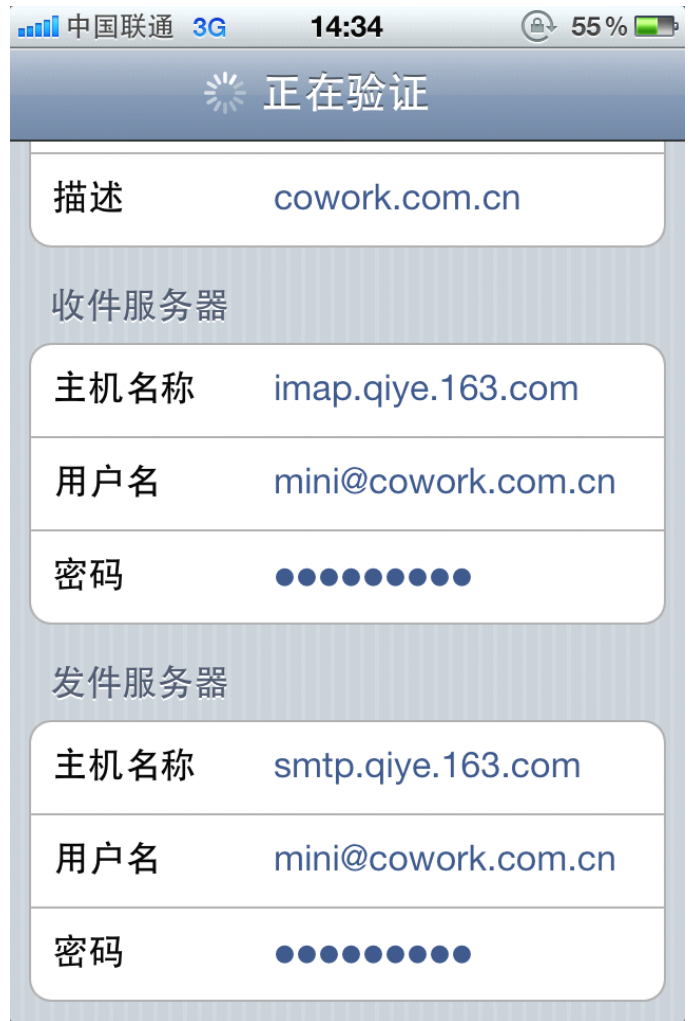 中国联通 3G 14:34 55%
正在验证
描述 cowork.com.cn
收件服务器
主机名称 imap.qiye.163.com
用户名 mini@cowork.com.cn
密码 ●●●●●●●●●
发件服务器
主机名称 smtp.qiye.163.com
用户名 mini@cowork.com.cn
密码 ●●●●●●●●●